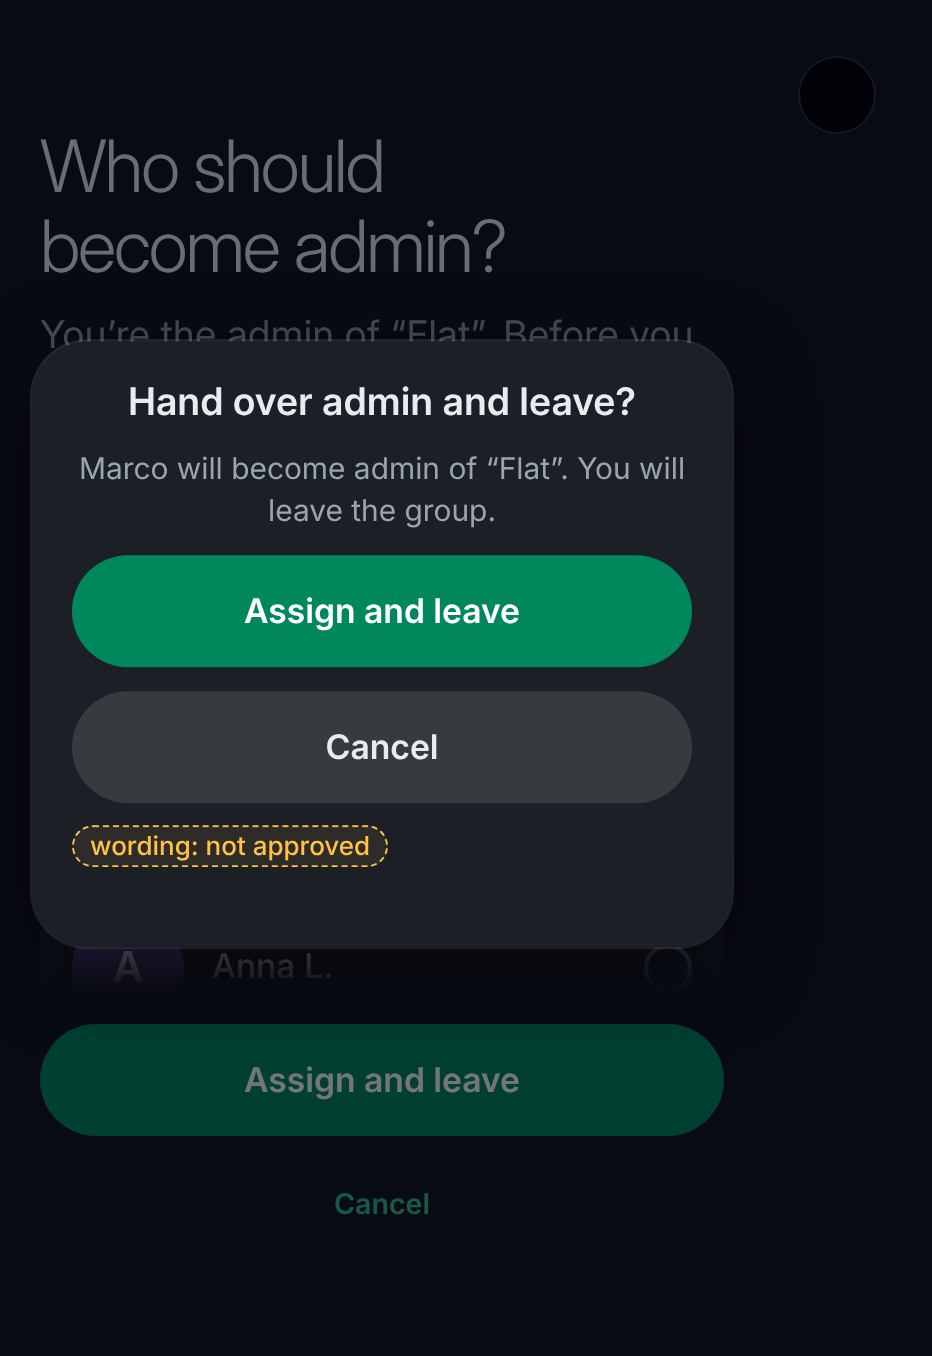 Who should
become admin?
You’re the admin of “Flat”. Before you
Hand over admin and leave?
Marco will become admin of “Flat”. You will
leave the group.
Assign and leave
Cancel
wording: not approved
A
Anna L.
Assign and leave
Cancel